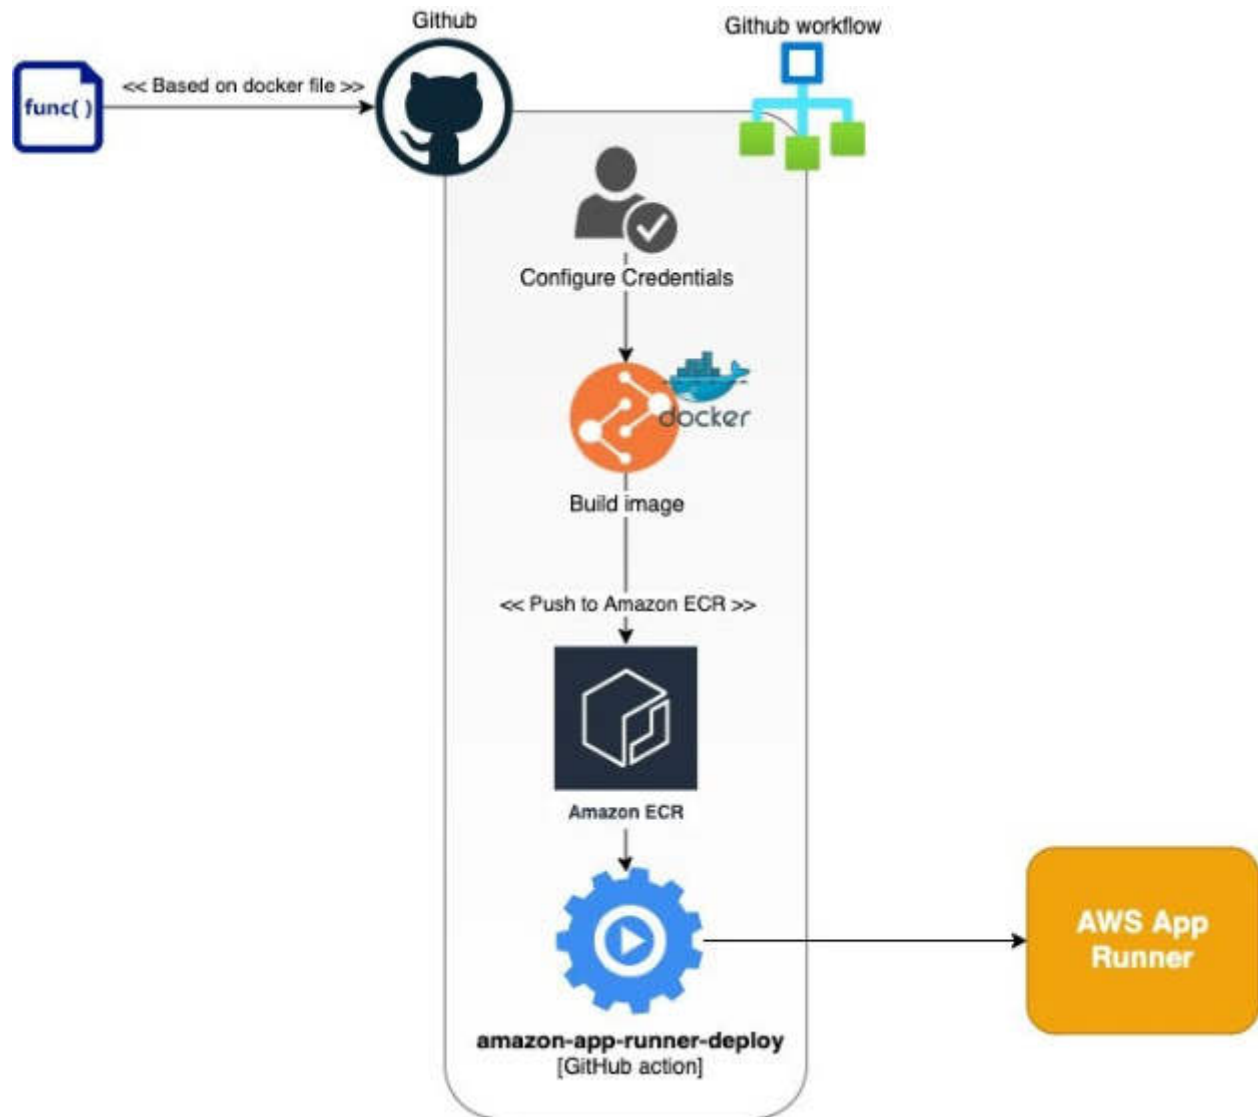 Github
Github workflow
func( )
<< Based on docker file >>
Configure Credentials
docker
Build image
<< Push to Amazon ECR >>
Amazon ECR
AWS App
Runner
amazon-app-runner-deploy
[GitHub action]